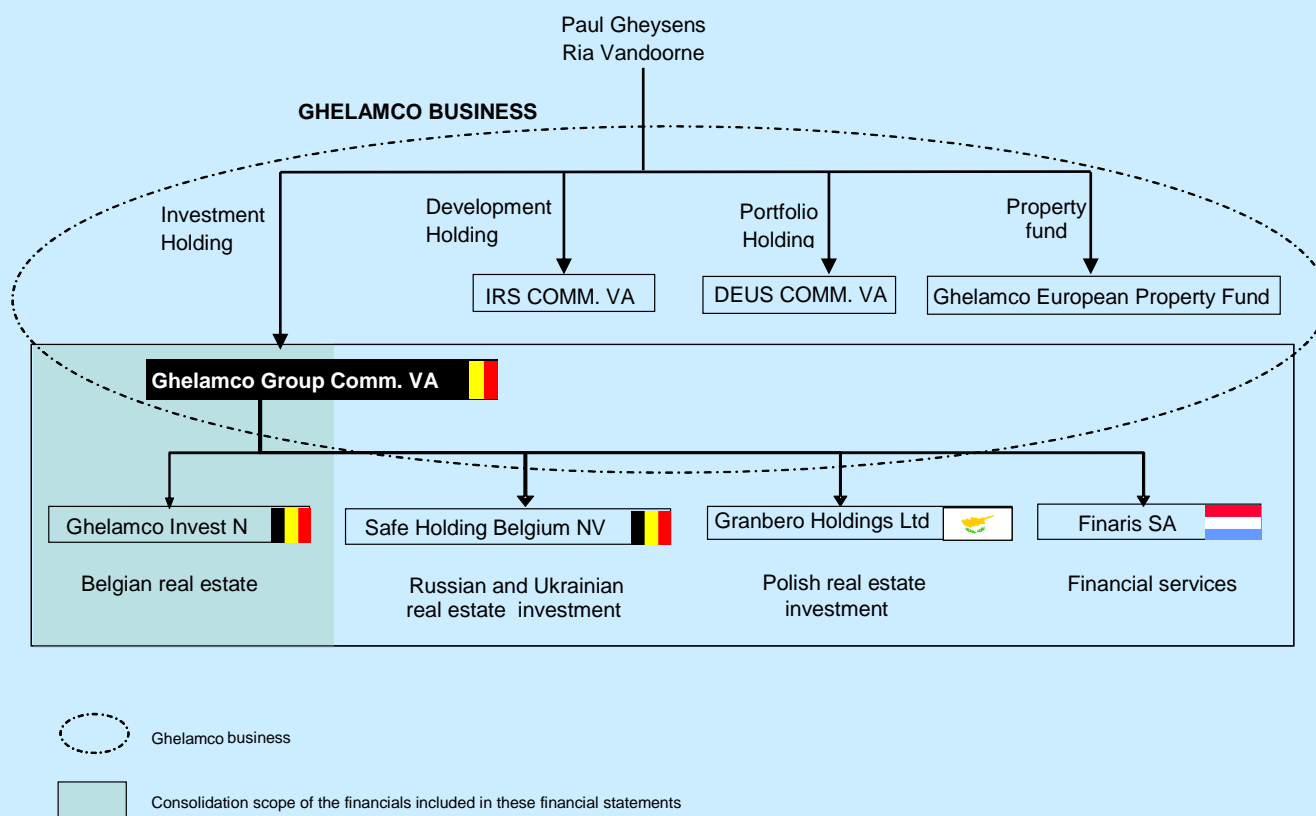 Paul Gheysens
Ria Vandoorne
GHELAMCO BUSINESS
Investment
Holding
Development
Holding
Portfolio
Holding
Property
fund
IRS COMM. VA
DEUS COMM. VA
Ghelamco European Property Fund
Ghelamco Group Comm. VA
Ghelamco Invest N
Safe Holding Belgium NV
Granbero Holdings Ltd
Finaris SA
Belgian real estate
Russian and Ukrainian
real estate investment
Polish real estate
investment
Financial services
Ghelamco business
Consolidation scope of the financials included in these financial statements